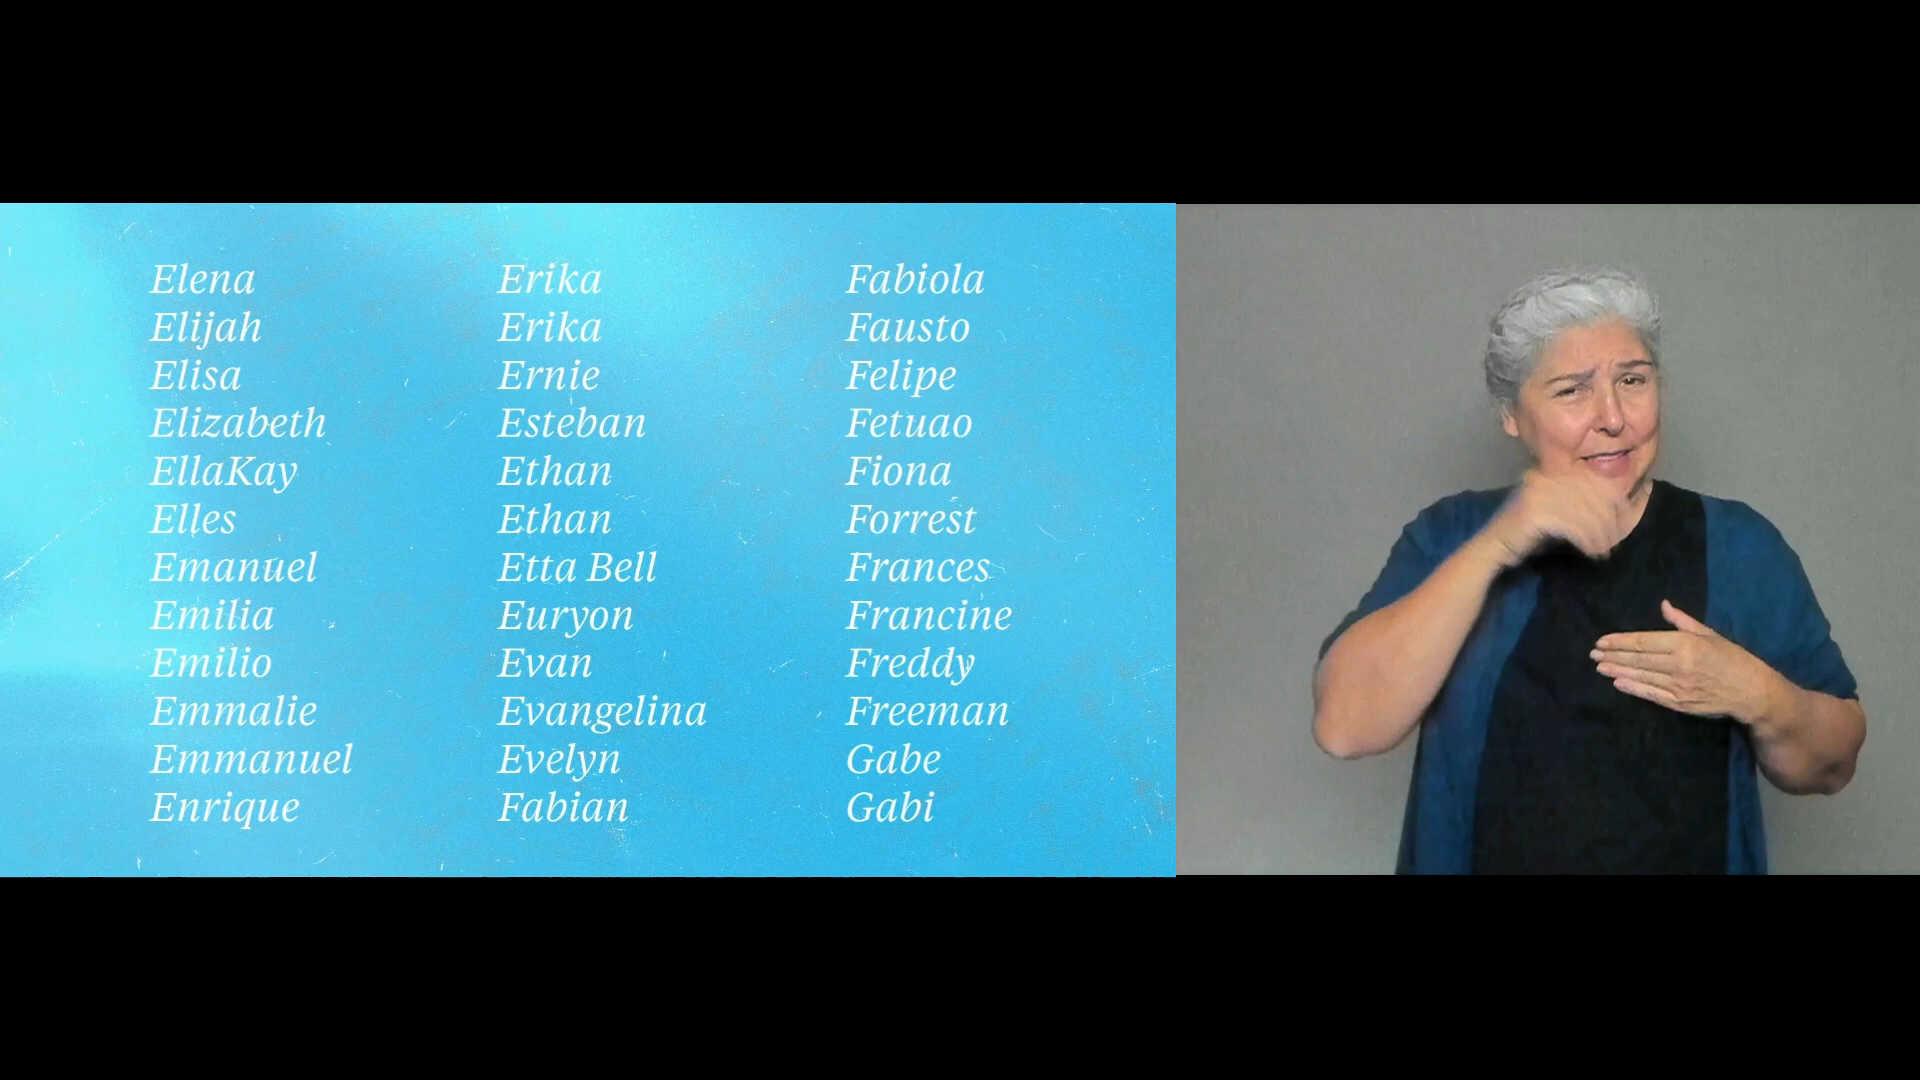 Elena
Elijah
Elisa
Elizabeth
EllaKay
Elles
Emanuel
Emilia
Emilio
Emmalie
Emmanuel
Enrique
Erika
Erika
Ernie
Esteban
Ethan
Ethan
Etta Bell
Euryon
Evan
Evangelina
Evelyn
Fabian
Fabiola
Fausto
Felipe
Fetuao
Fiona
Forrest
Frances
Francine
Freddy
Freeman
Gabe
Gabi